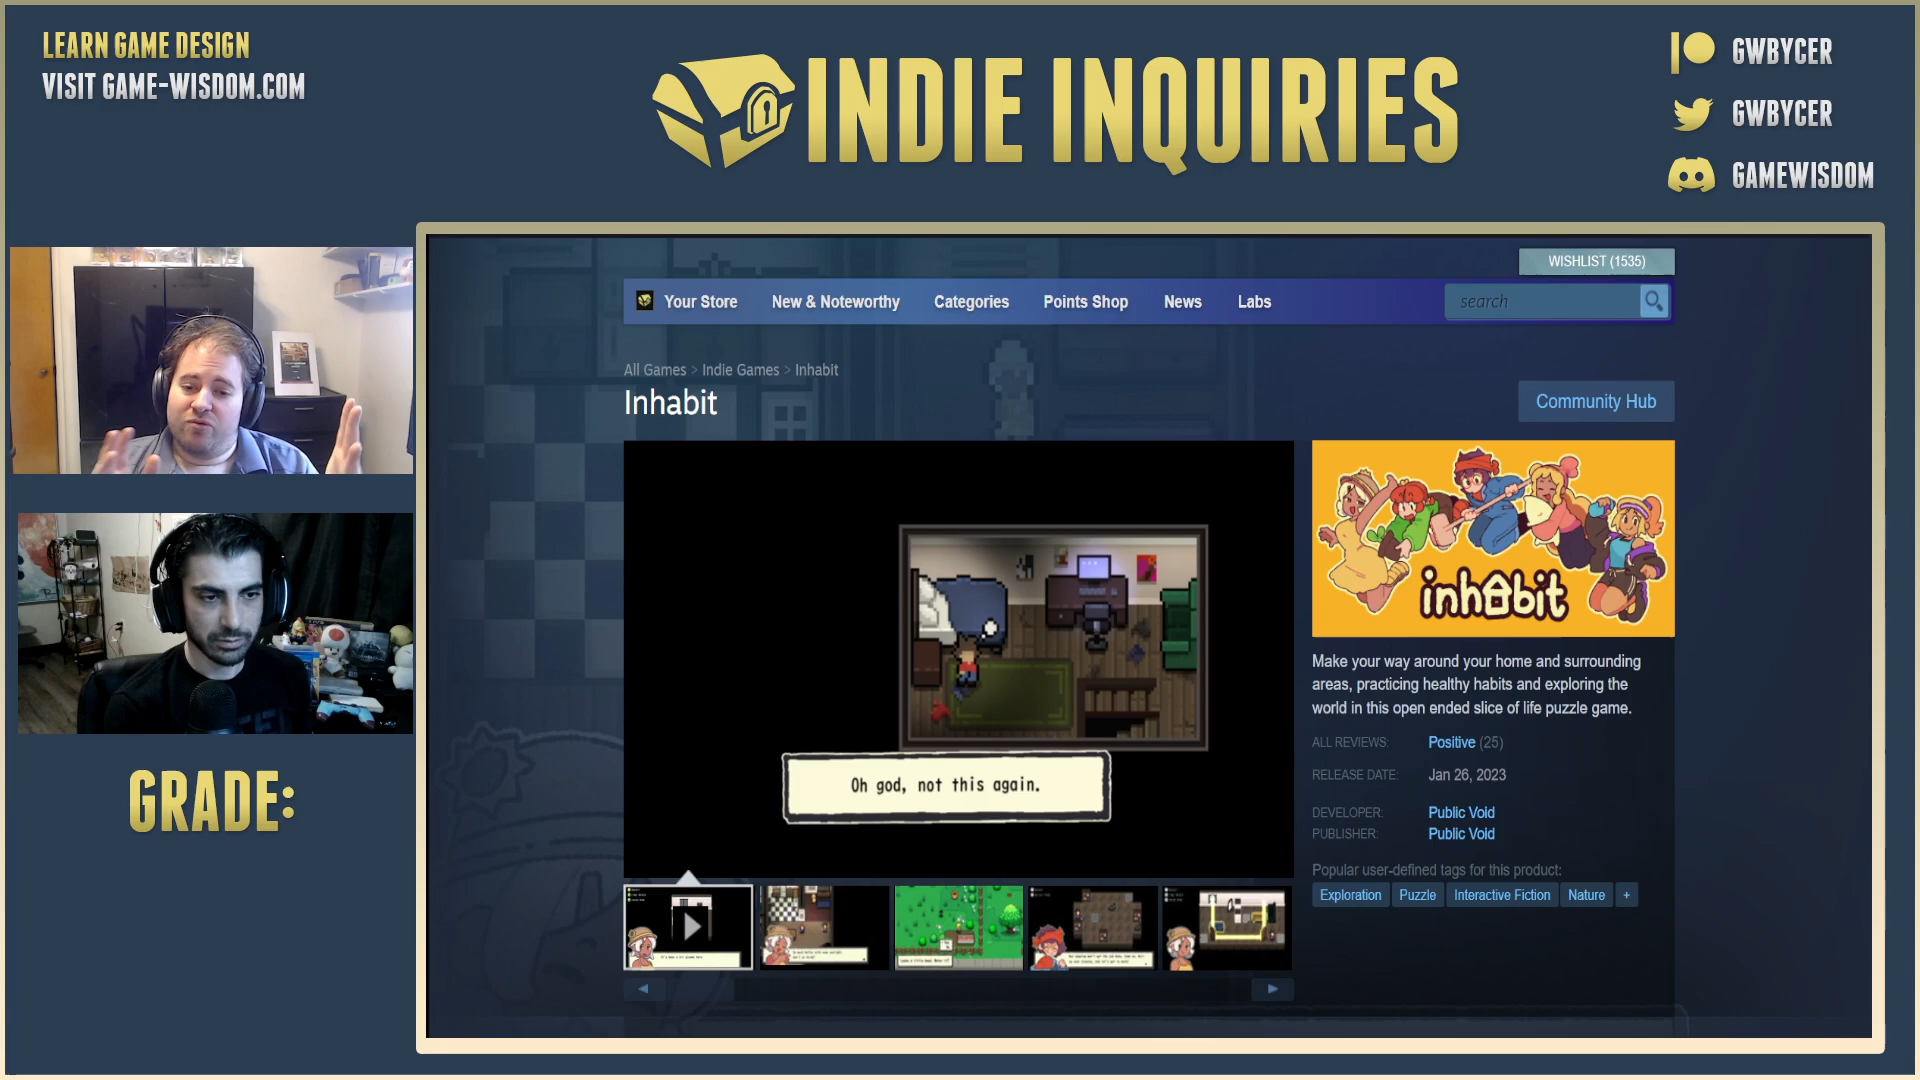 LEARN GAME DESIGN
VISIT GAME-WISDOM.COM
INDIE INQUIRIES
GWBYCER
GWBYCER
GAMEWISDOM
WISHLIST (1535)
Your Store New & Noteworthy Categories Points Shop News Labs search
All Games > Indie Games > Inhabit
Inhabit
Community Hub
Oh god, not this again.
inhabit
Make your way around your home and surrounding
areas, practicing healthy habits and exploring the
world in this open ended slice of life puzzle game.
ALL REVIEWS: Positive (25)
RELEASE DATE: Jan 26, 2023
DEVELOPER: Public Void
PUBLISHER: Public Void
Popular user-defined tags for this product:
Exploration Puzzle Interactive Fiction Nature +
GRADE: